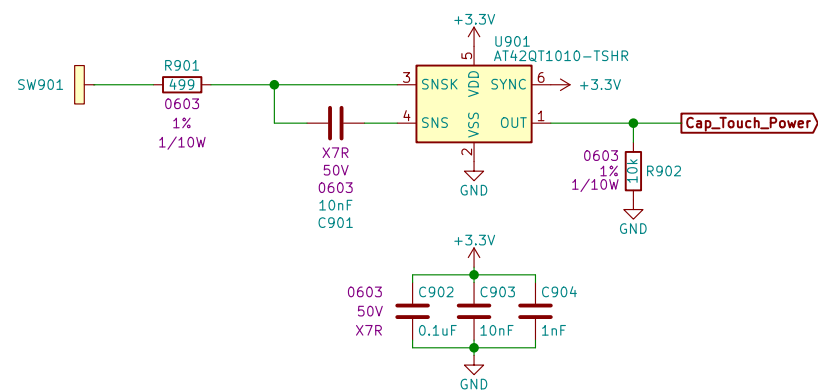 +3.3V
U901
AT42QT1010-TSHR
R901
SW901
499
0603
1%
1/10W
5
VDD
3
SNSK
SYNC
6
+3.3V
4
SNS
VSS
OUT
1
Cap_Touch_Power
2
GND
X7R
50V
0603
10nF
C901
0603
1%
1/10W
10k
R902
GND
+3.3V
0603
50V
X7R
C902
C903
C904
0.1uF
10nF
1nF
GND